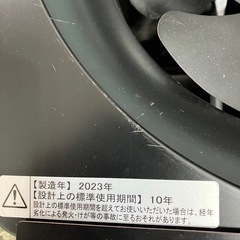 【製造年】 2023年
【設計上の標準使用期間】 10年
設計上の標準使用期間を超えてお使いいただいた場合は、経年
劣化による発火・けが等の事故に至るおそれがあります。